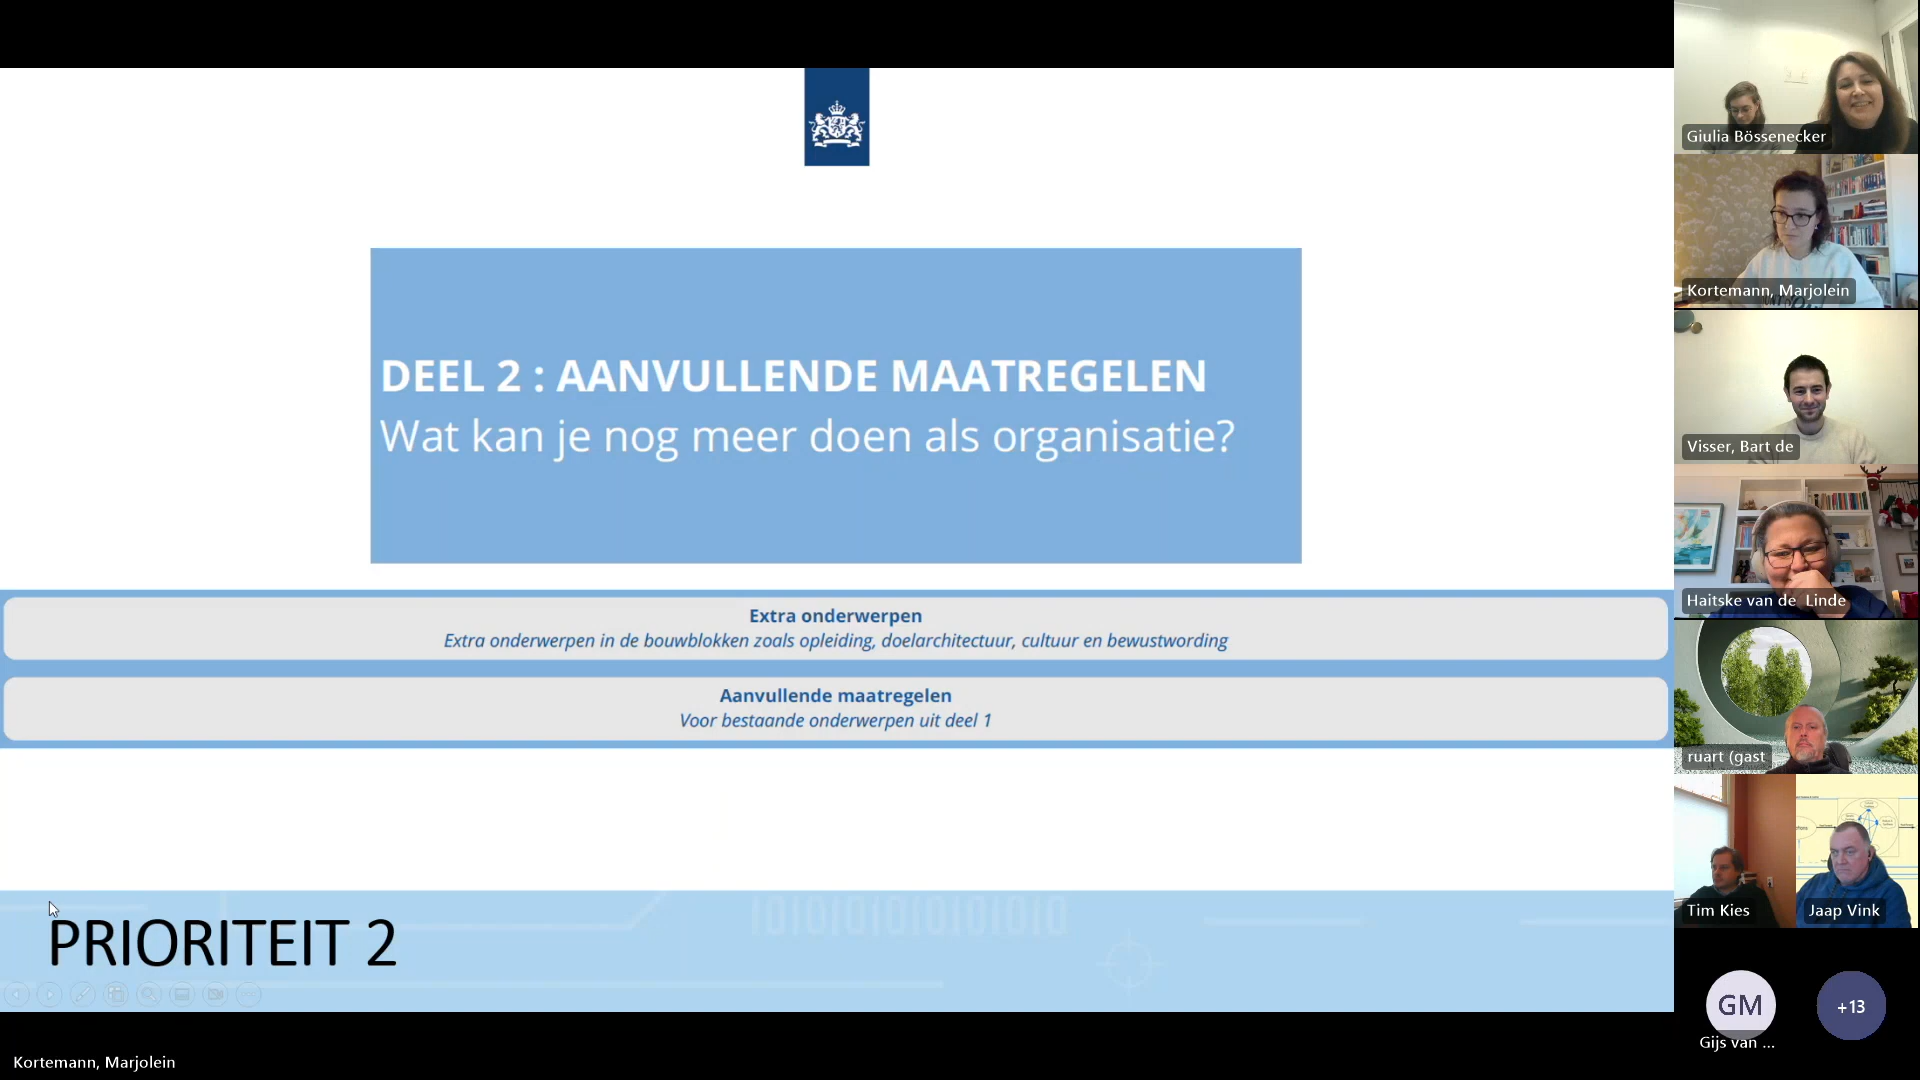 DEEL 2 : AANVULLENDE MAATREGELEN
Wat kan je nog meer doen als organisatie?
Extra onderwerpen
Extra onderwerpen in de bouwblokken zoals opleiding, doelarchitectuur, cultuur en bewustwording
Aanvullende maatregelen
Voor bestaande onderwerpen uit deel 1
PRIORITEIT 2
Kortemann, Marjolein
Giulia Bössenecker
Kortemann, Marjolein
Visser, Bart de
Haitske van de Linde
ruart (gast
Tim Kies
Jaap Vink
GM
+13
Gijs van ...